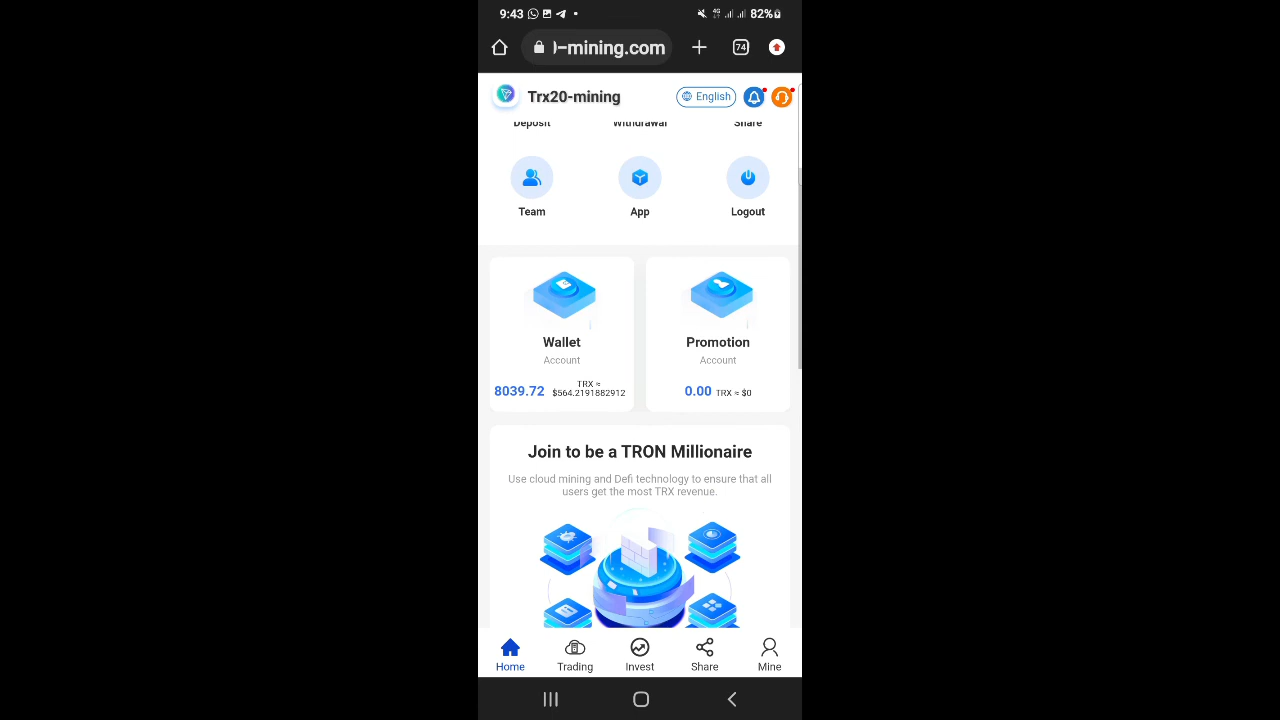 9:43 4G 82%
)-mining.com 74
Trx20-mining English
Deposit Withdrawal Share
Team App Logout
Wallet Promotion
Account Account
8039.72 TRX ≈ $564.2191882912 0.00 TRX ≈ $0
Join to be a TRON Millionaire
Use cloud mining and Defi technology to ensure that all
users get the most TRX revenue.
Home Trading Invest Share Mine